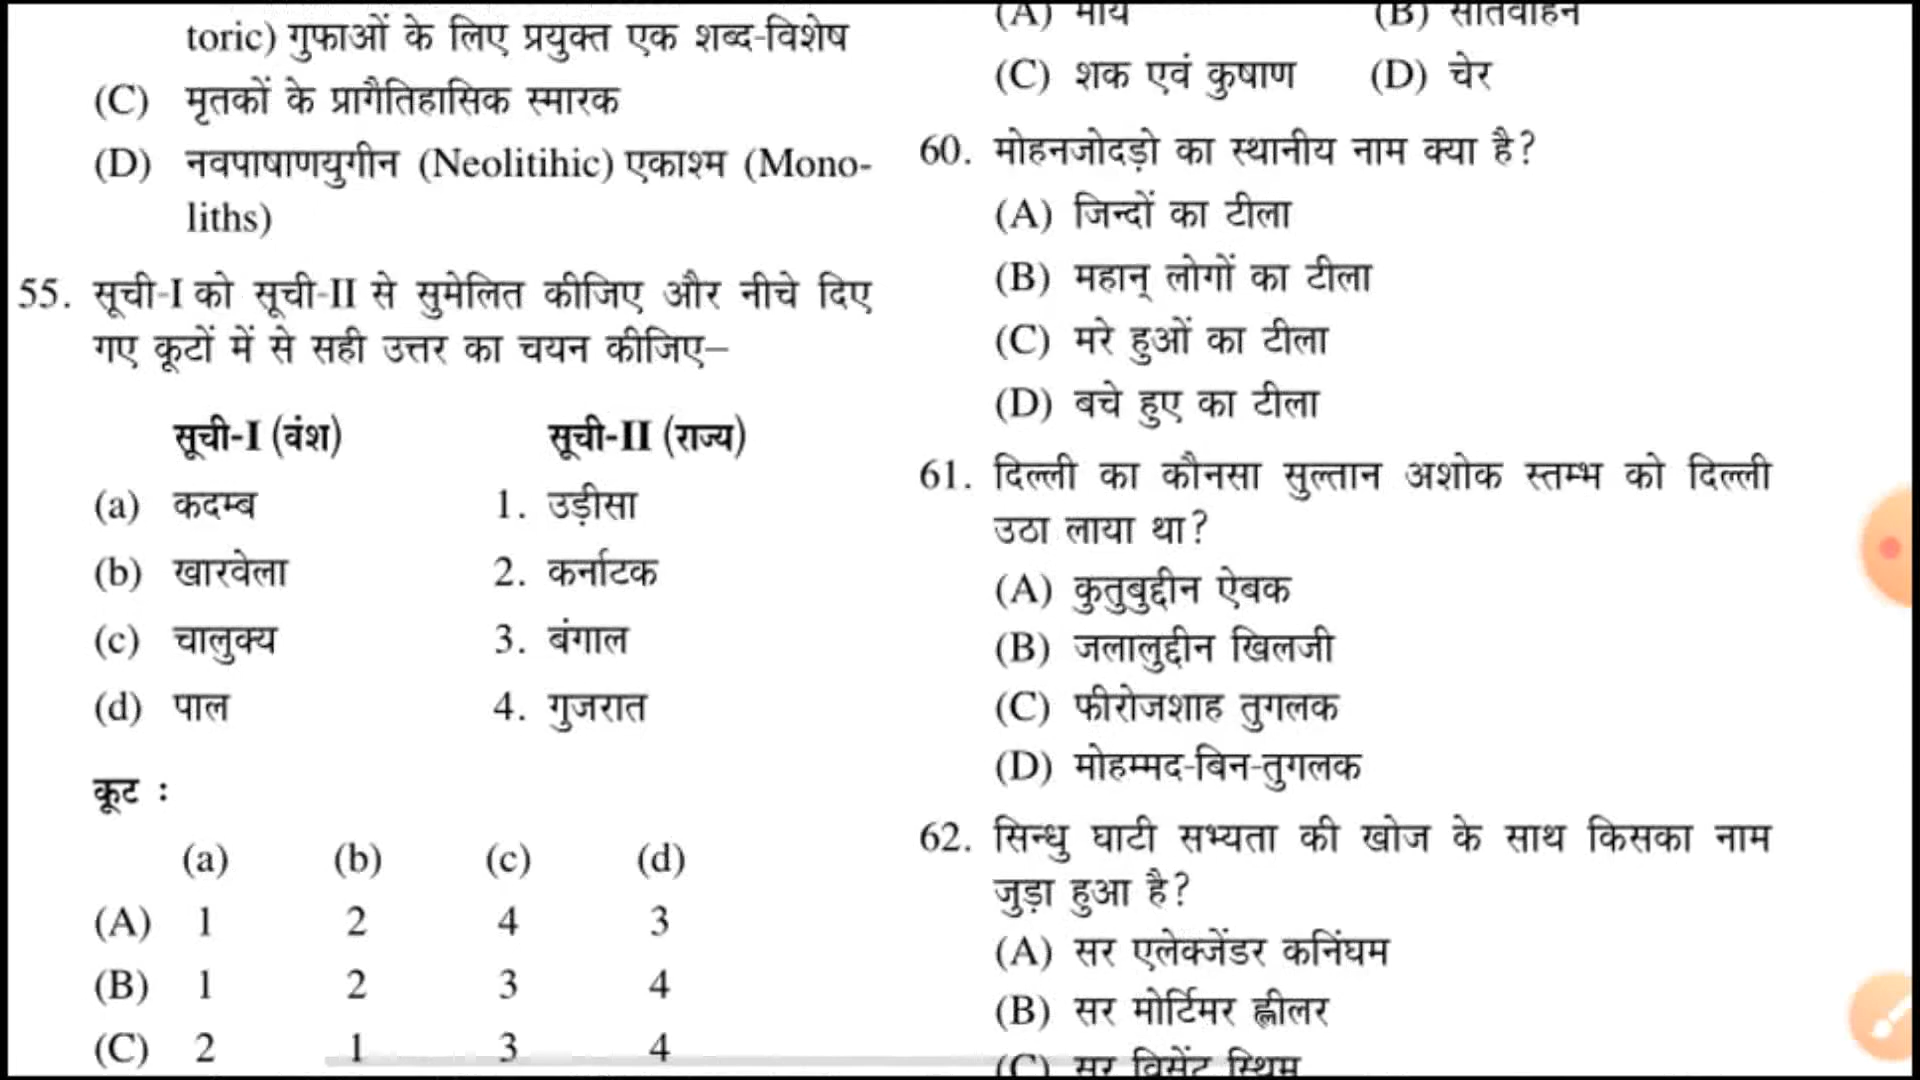 toric) गुफाओं के लिए प्रयुक्त एक शब्द-विशेष
(C) मृतकों के प्रागैतिहासिक स्मारक
(D) नवपाषाणयुगीन (Neolitihic) एकाश्म (Mono-
liths)
55. सूची-I को सूची-II से सुमेलित कीजिए और नीचे दिए
गए कूटों में से सही उत्तर का चयन कीजिए–
सूची-I (वंश) सूची-II (राज्य)
(a) कदम्ब 1. उड़ीसा
(b) खारवेला 2. कर्नाटक
(c) चालुक्य 3. बंगाल
(d) पाल 4. गुजरात
कूट :
(a) (b) (c) (d)
(A) 1 2 4 3
(B) 1 2 3 4
(C) 2 1 3 4
(A) मौर्य (B) सातवाहन
(C) शक एवं कुषाण (D) चेर
60. मोहनजोदड़ो का स्थानीय नाम क्या है?
(A) जिन्दों का टीला
(B) महान् लोगों का टीला
(C) मरे हुओं का टीला
(D) बचे हुए का टीला
61. दिल्ली का कौनसा सुल्तान अशोक स्तम्भ को दिल्ली
उठा लाया था?
(A) कुतुबुद्दीन ऐबक
(B) जलालुद्दीन खिलजी
(C) फीरोजशाह तुगलक
(D) मोहम्मद-बिन-तुगलक
62. सिन्धु घाटी सभ्यता की खोज के साथ किसका नाम
जुड़ा हुआ है?
(A) सर एलेक्जेंडर कनिंघम
(B) सर मोर्टिमर ह्वीलर
(C) सर विसेंट स्थिम